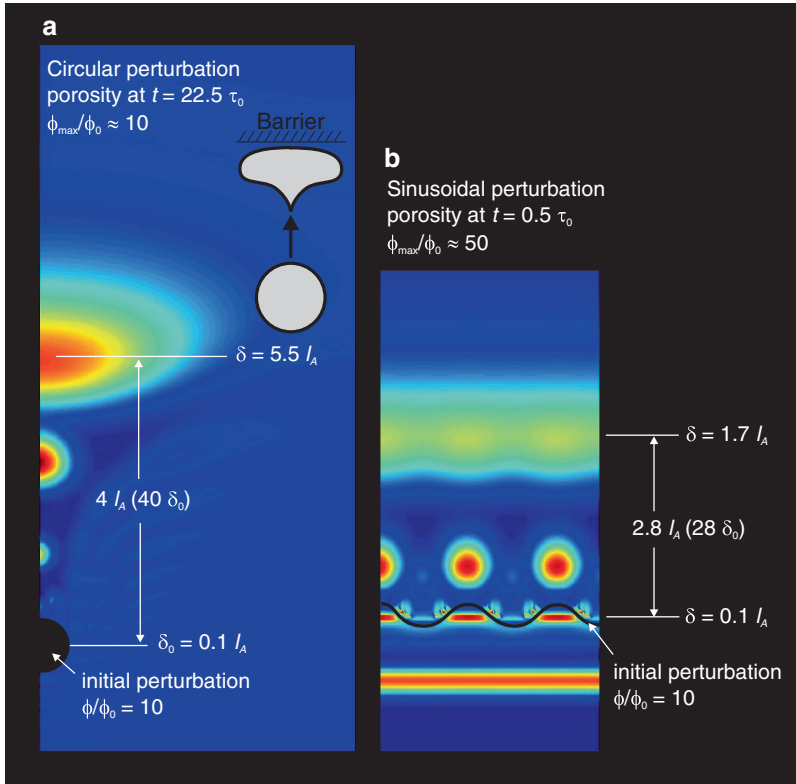 a
Circular perturbation
porosity at t = 22.5 τ₀
ϕmax/ϕ₀ ≈ 10
Barrier
δ = 5.5 lA
4 lA (40 δ₀)
δ₀ = 0.1 lA
initial perturbation
ϕ/ϕ₀ = 10
b
Sinusoidal perturbation
porosity at t = 0.5 τ₀
ϕmax/ϕ₀ ≈ 50
δ = 1.7 lA
2.8 lA (28 δ₀)
δ = 0.1 lA
initial perturbation
ϕ/ϕ₀ = 10